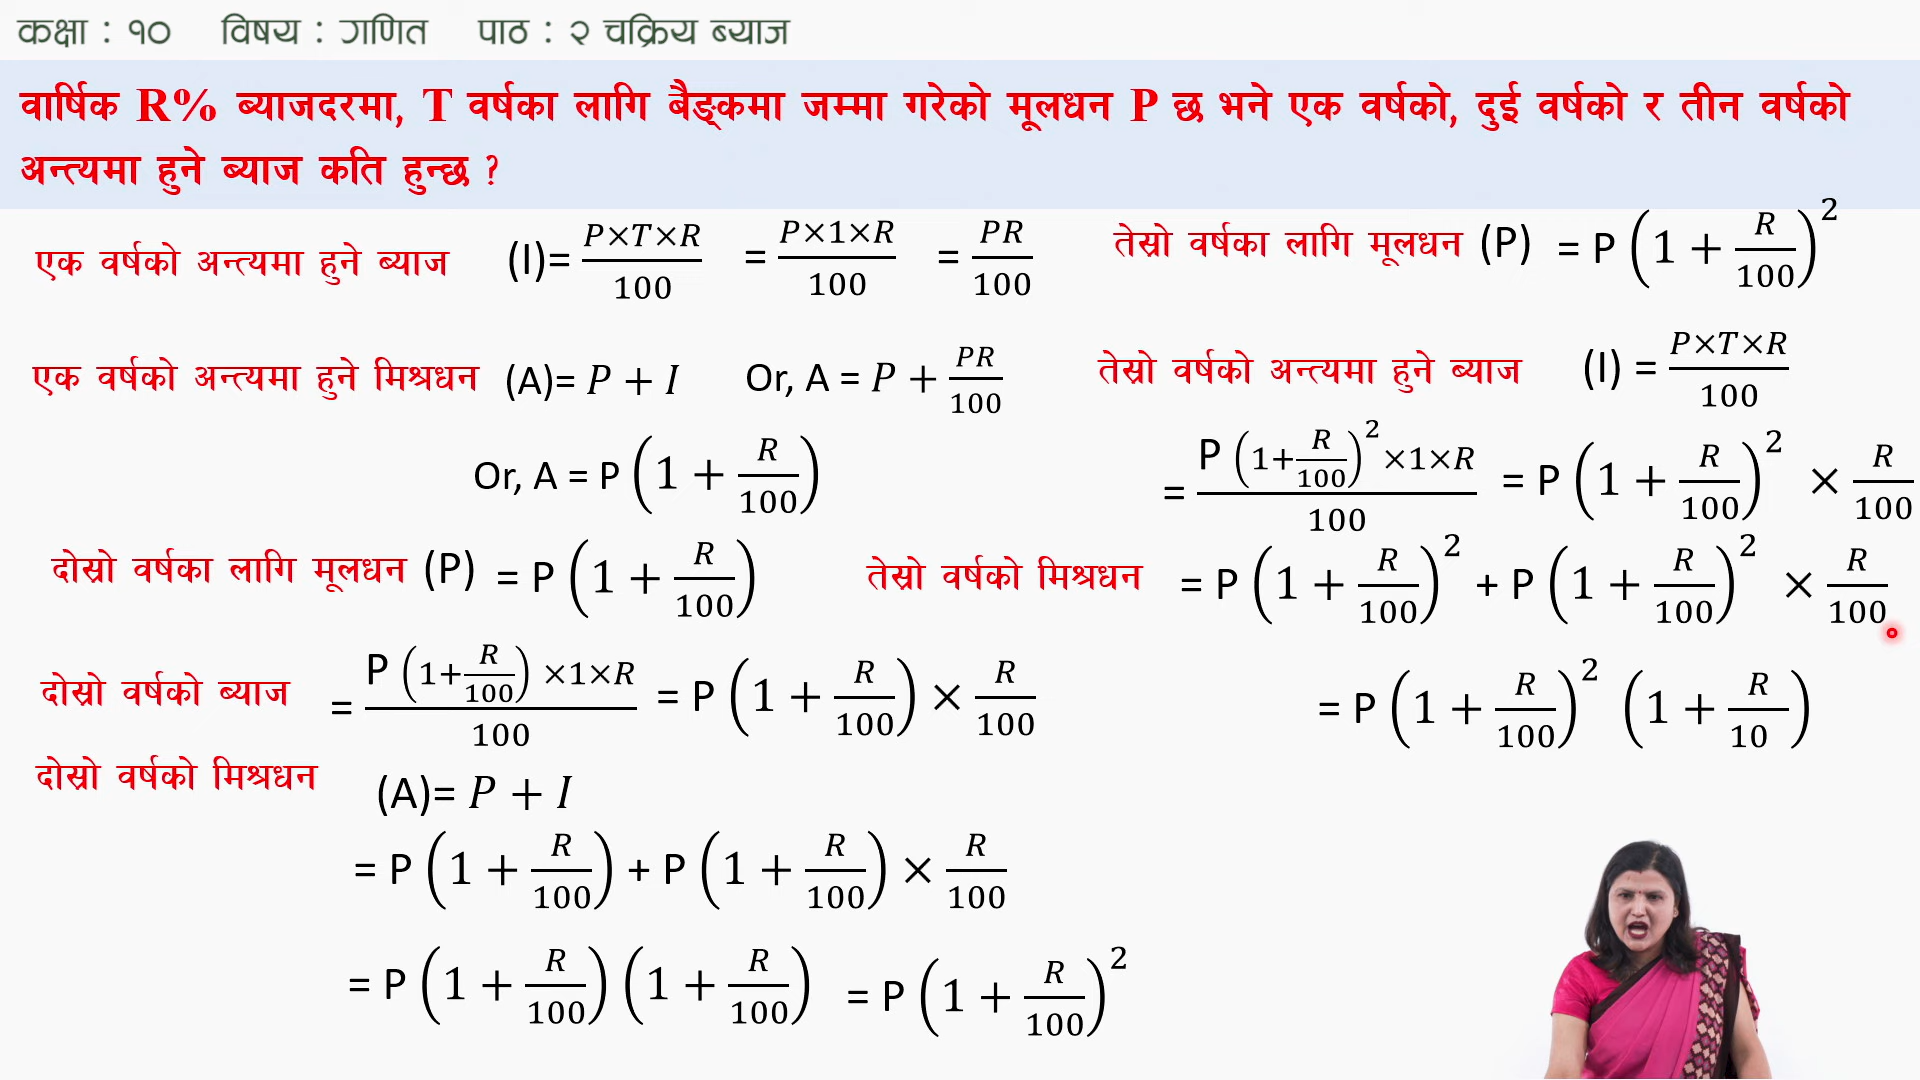 कक्षा : १० विषय : गणित पाठ : २ चक्रिय ब्याज
वार्षिक R% ब्याजदरमा, T वर्षका लागि बैङ्कमा जम्मा गरेको मूलधन P छ भने एक वर्षको, दुई वर्षको र तीन वर्षको
अन्त्यमा हुने ब्याज कति हुन्छ ?
एक वर्षको अन्त्यमा हुने ब्याज (I)= P×T×R/100 = P×1×R/100 = PR/100
एक वर्षको अन्त्यमा हुने मिश्रधन (A)= P + I Or, A = P + PR/100
Or, A = P (1 + R/100)
दोस्रो वर्षका लागि मूलधन (P) = P (1 + R/100)
दोस्रो वर्षको ब्याज = P (1+R/100) ×1×R/100 = P (1 + R/100) × R/100
दोस्रो वर्षको मिश्रधन (A)= P + I
= P (1 + R/100) + P (1 + R/100) × R/100
= P (1 + R/100) (1 + R/100) = P (1 + R/100)²
तेस्रो वर्षका लागि मूलधन (P) = P (1 + R/100)²
तेस्रो वर्षको अन्त्यमा हुने ब्याज (I) = P×T×R/100
= P (1+R/100)² ×1×R/100 = P (1 + R/100)² × R/100
तेस्रो वर्षको मिश्रधन = P (1 + R/100)² + P (1 + R/100)² × R/100
= P (1 + R/100)² (1 + R/10)